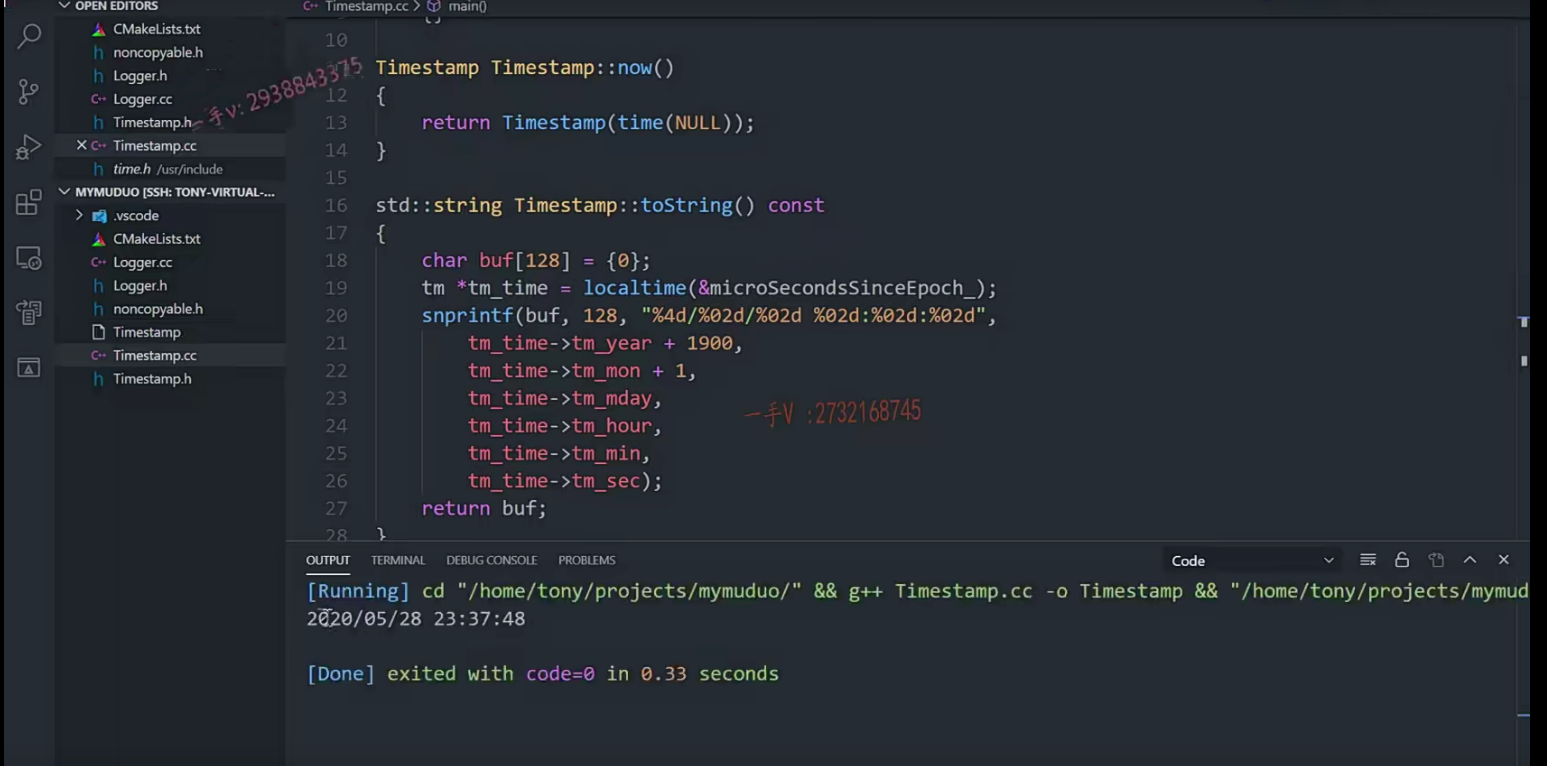 OPEN EDITORS
CMakeLists.txt
noncopyable.h
Logger.h
Logger.cc
Timestamp.h
Timestamp.cc
time.h /usr/include
MYMUDUO [SSH: TONY-VIRTUAL-...
.vscode
CMakeLists.txt
Logger.cc
Logger.h
noncopyable.h
Timestamp
Timestamp.cc
Timestamp.h
一手V: 2938843375
Timestamp.cc > main()
{}
10
Timestamp Timestamp::now()
12 {
13 return Timestamp(time(NULL));
14 }
15
16 std::string Timestamp::toString() const
17 {
18 char buf[128] = {0};
19 tm *tm_time = localtime(&microSecondsSinceEpoch_);
20 snprintf(buf, 128, "%4d/%02d/%02d %02d:%02d:%02d",
21 tm_time->tm_year + 1900,
22 tm_time->tm_mon + 1,
23 tm_time->tm_mday,
24 tm_time->tm_hour,
25 tm_time->tm_min,
26 tm_time->tm_sec);
27 return buf;
28 }
一手V :2732168745
OUTPUT TERMINAL DEBUG CONSOLE PROBLEMS Code
[Running] cd "/home/tony/projects/mymuduo/" && g++ Timestamp.cc -o Timestamp && "/home/tony/projects/mymud
2020/05/28 23:37:48
[Done] exited with code=0 in 0.33 seconds